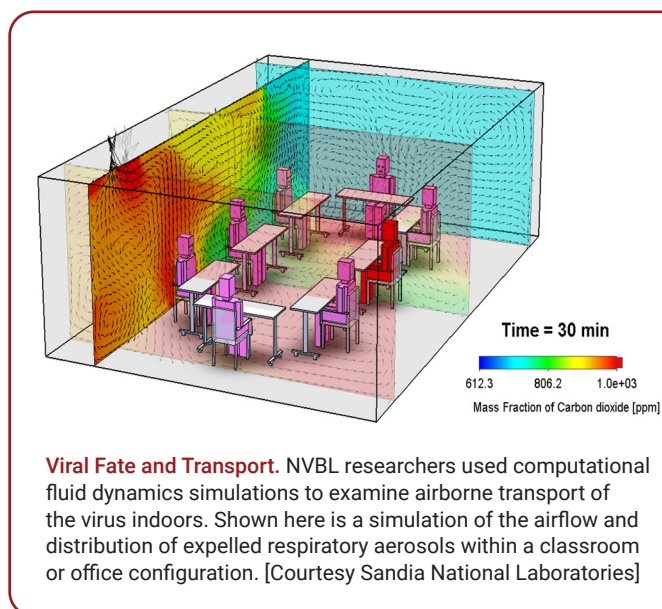 Time = 30 min
612.3 806.2 1.0e+03
Mass Fraction of Carbon dioxide [ppm]
Viral Fate and Transport. NVBL researchers used computational
fluid dynamics simulations to examine airborne transport of
the virus indoors. Shown here is a simulation of the airflow and
distribution of expelled respiratory aerosols within a classroom
or office configuration. [Courtesy Sandia National Laboratories]